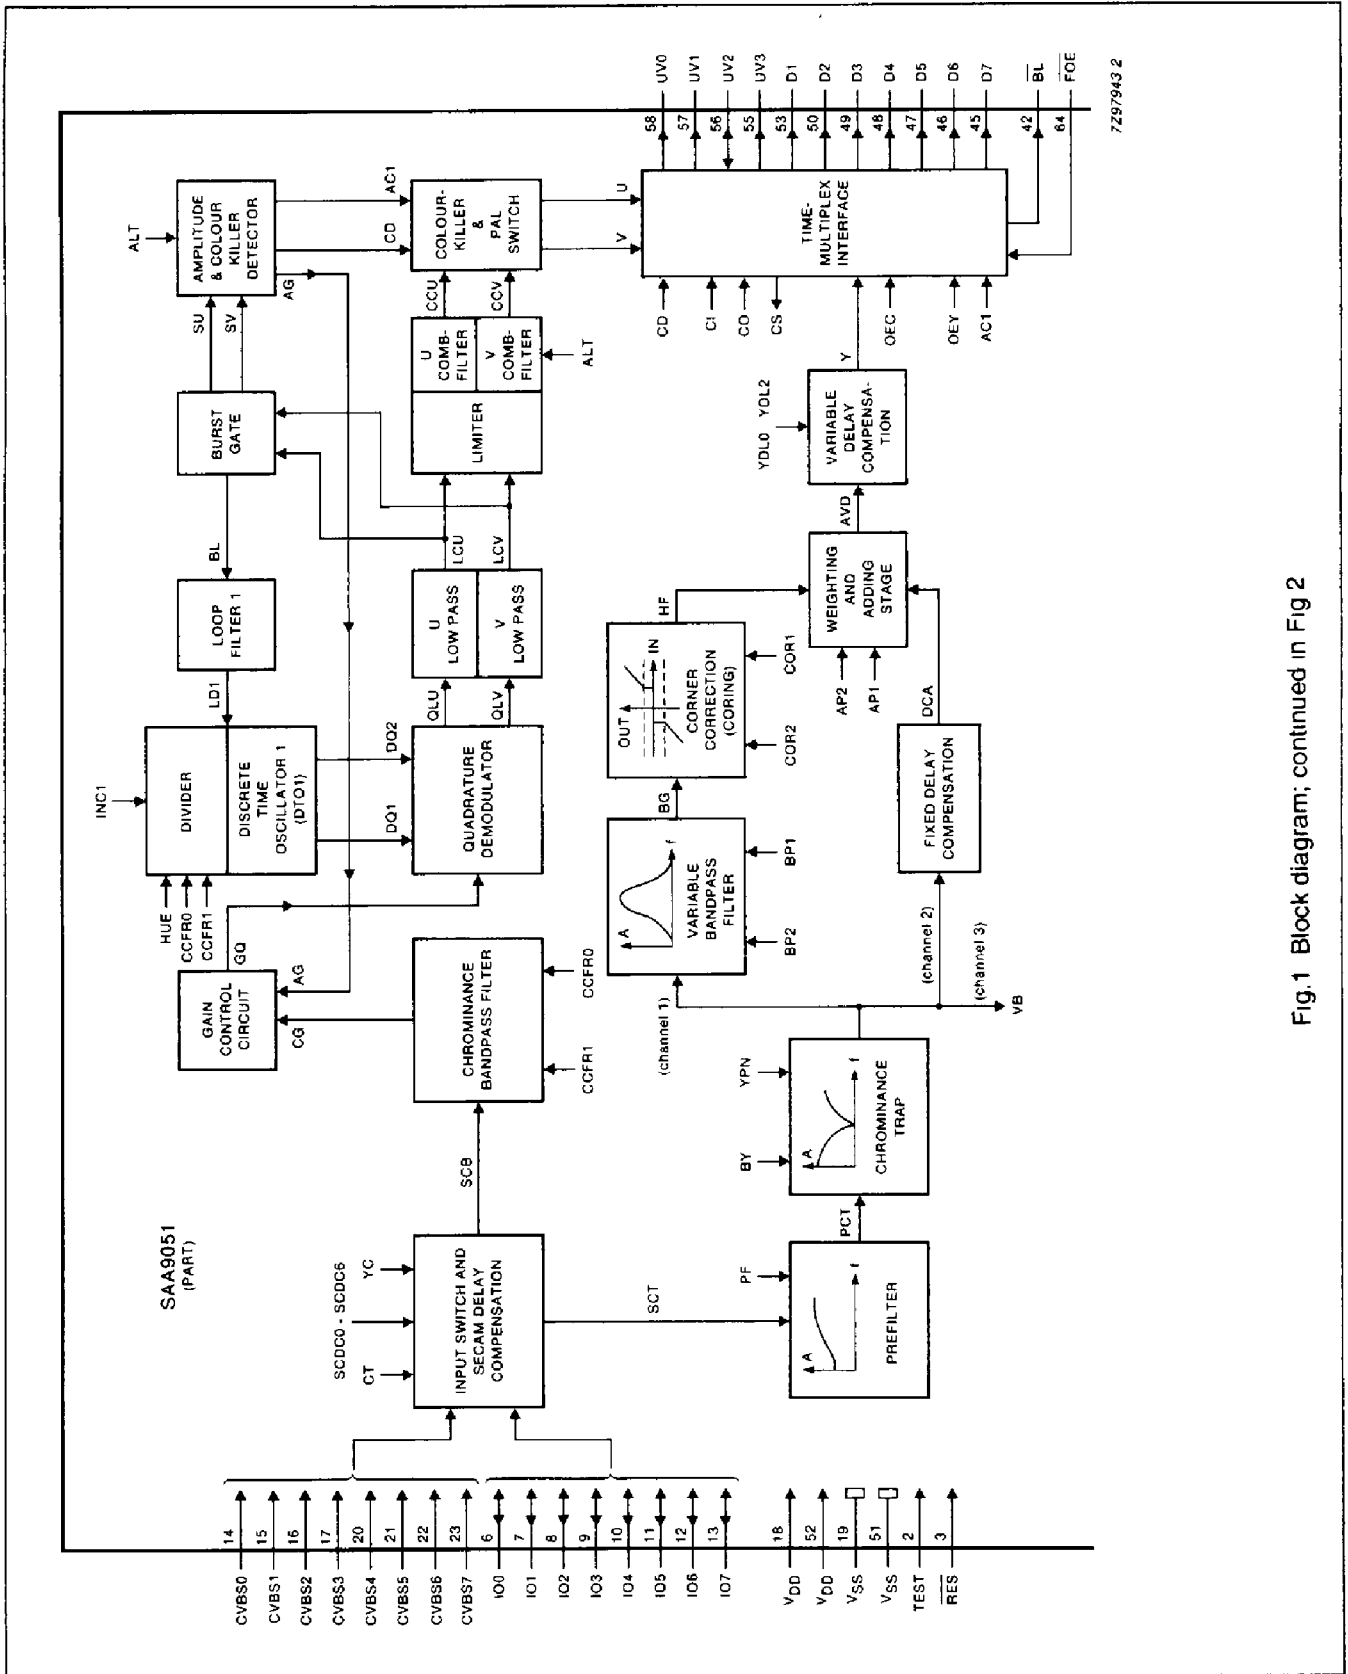 SAA9051
(PART)
14
CVBS0
15
CVBS1
16
CVBS2
17
CVBS3
20
CVBS4
21
CVBS5
22
CVBS6
23
CVBS7
6
IO0
7
IO1
8
IO2
9
IO3
10
IO4
11
IO5
12
IO6
13
IO7
18
VDD
52
VDD
19
VSS
51
VSS
2
TEST
3
RES
CT
SCDC0 - SCDC6
YC
INPUT SWITCH AND
SECAM DELAY
COMPENSATION
SCB
SCT
CHROMINANCE
BANDPASS FILTER
CCFR1
CCFR0
CG
AG
GAIN
CONTROL
CIRCUIT
GQ
HUE
CCFR0
CCFR1
INC1
DIVIDER
DISCRETE
TIME
OSCILLATOR 1
(DTO1)
DQ1
DQ2
QUADRATURE
DEMODULATOR
LD1
LOOP
FILTER 1
BL
BURST
GATE
SU
SV
ALT
AMPLITUDE
& COLOUR
KILLER
DETECTOR
AG
CD
AC1
QLU
QLV
U
LOW PASS
V
LOW PASS
LCU
LCV
LIMITER
U
COMB-
FILTER
V
COMB-
FILTER
ALT
CCU
CCV
COLOUR-
KILLER
&
PAL
SWITCH
V
U
PF
A
f
PREFILTER
PCT
BY
YPN
A
f
CHROMINANCE
TRAP
(channel 1)
(channel 2)
(channel 3)
VB
A
f
VARIABLE
BANDPASS
FILTER
BP2
BP1
BG
OUT
IN
CORNER
CORRECTION
(CORING)
COR2
COR1
HF
FIXED DELAY
COMPENSATION
DCA
AP2
AP1
WEIGHTING
AND
ADDING
STAGE
AVD
YDL0 YDL2
VARIABLE
DELAY
COMPENSA-
TION
Y
CD
CI
CO
CS
OEC
OEY
AC1
TIME-
MULTIPLEX
INTERFACE
58
UV0
57
UV1
56
UV2
55
UV3
53
D1
50
D2
49
D3
48
D4
47
D5
46
D6
45
D7
42
BL
64
FOE
7Z97943 2
Fig.1 Block diagram; continued in Fig 2